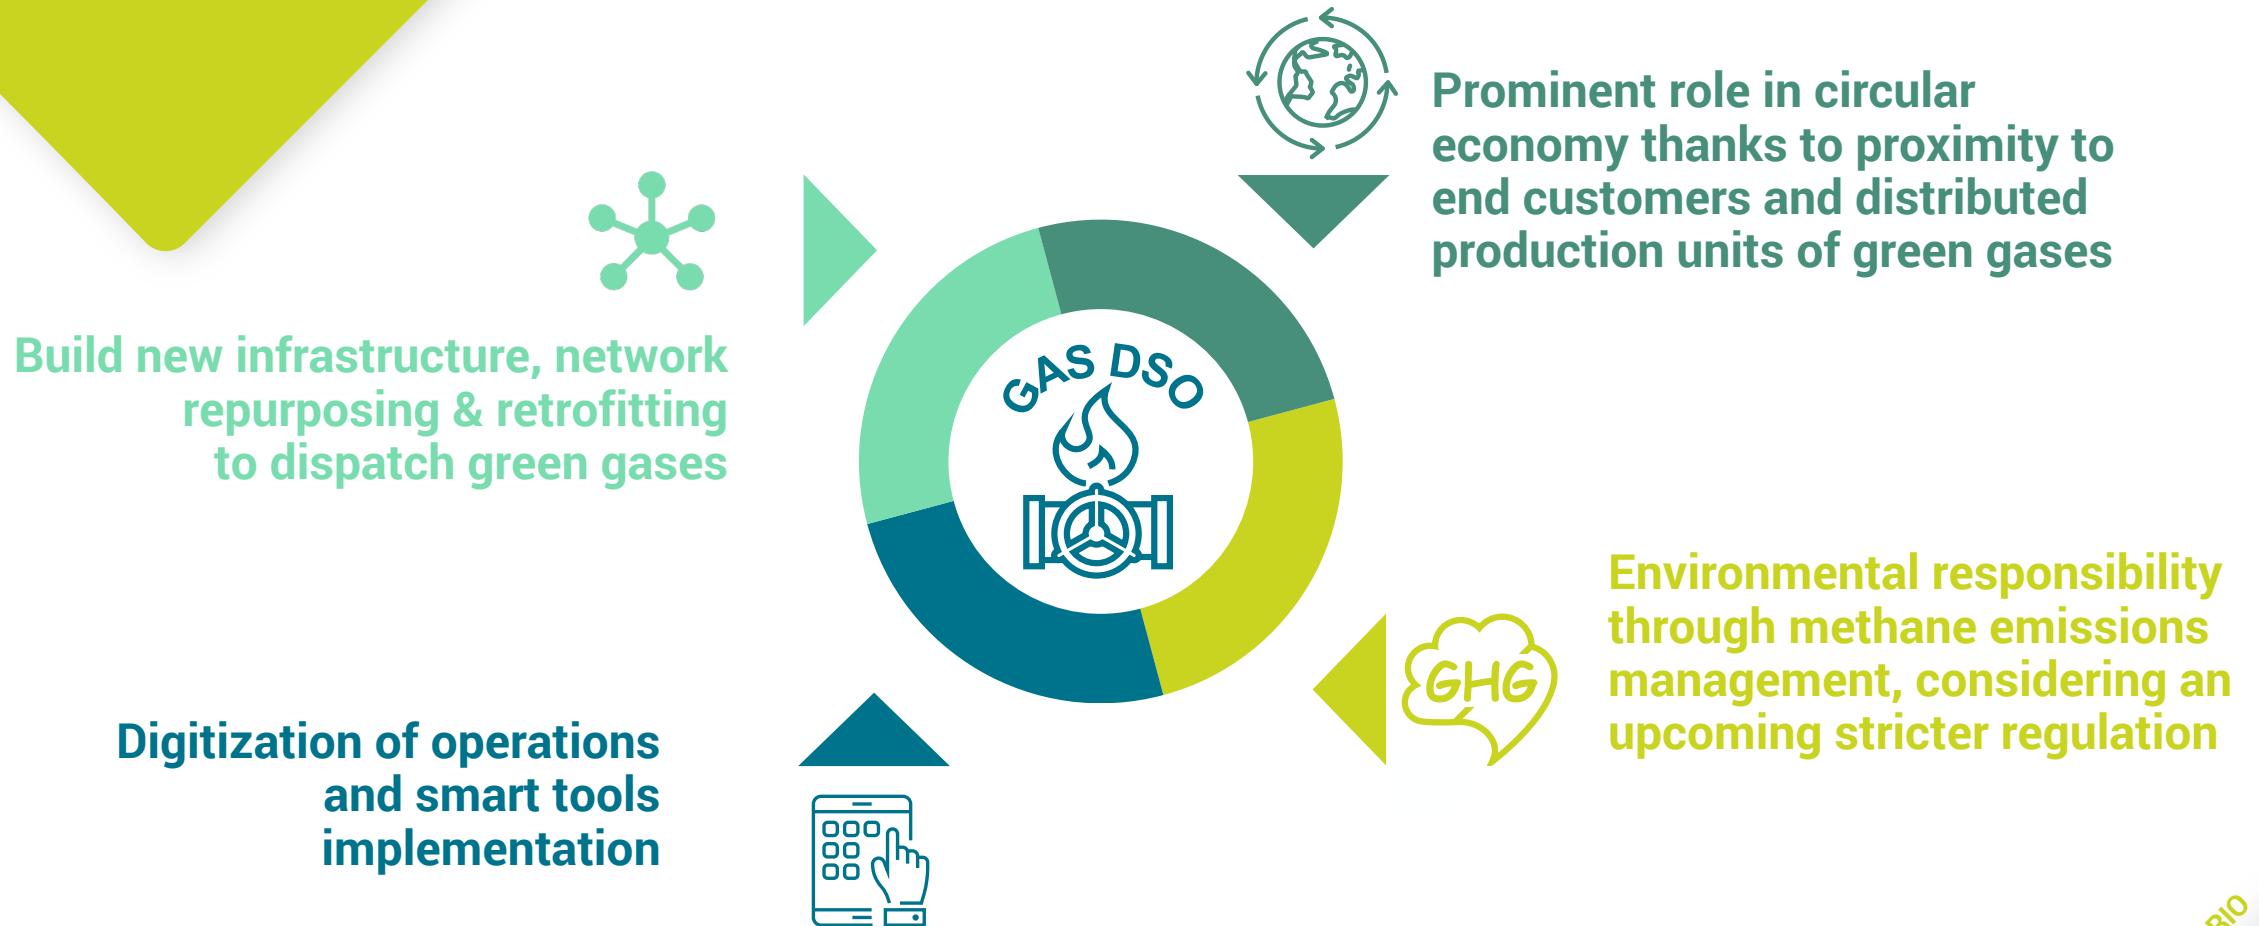 Prominent role in circular
economy thanks to proximity to
end customers and distributed
production units of green gases
Build new infrastructure, network
repurposing & retrofitting
to dispatch green gases
GAS DSO
Environmental responsibility
through methane emissions
management, considering an
upcoming stricter regulation
GHG
Digitization of operations
and smart tools
implementation
BIO